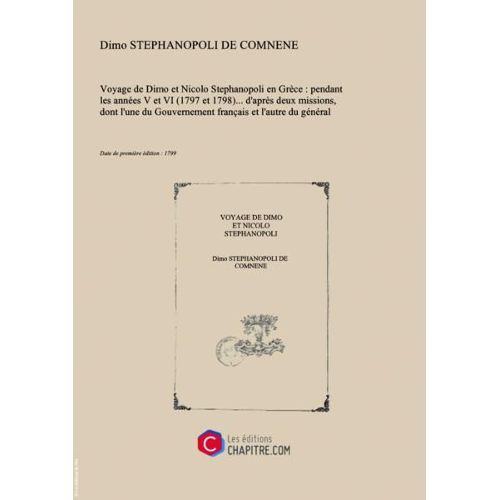 Dimo STEPHANOPOLI DE COMNENE
Voyage de Dimo et Nicolo Stephanopoli en Grèce : pendant
les années V et VI (1797 et 1798)... d'après deux missions,
dont l'une du Gouvernement français et l'autre du général
Date de première édition : 1799
VOYAGE DE DIMO
ET NICOLO
STEPHANOPOLI
Dimo STEPHANOPOLI DE
COMNENE
C
Les éditions
CHAPITRE.COM